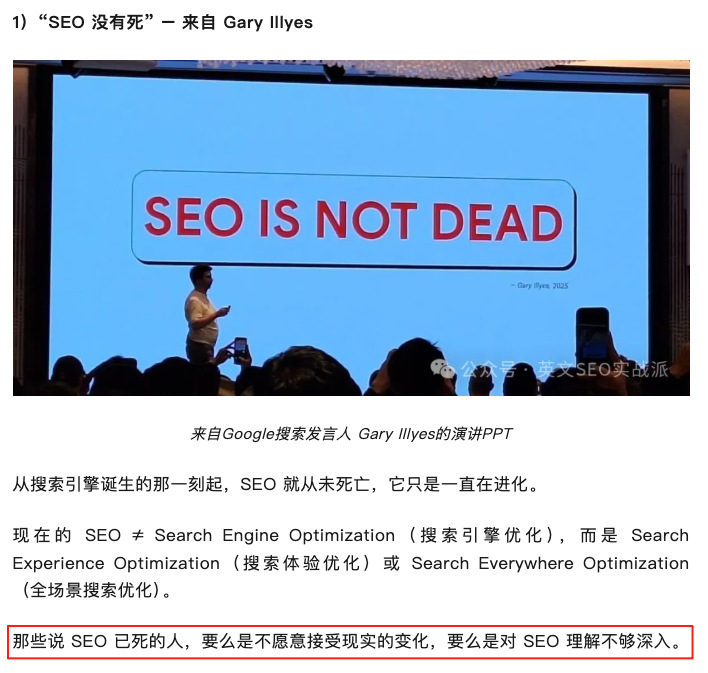 1）“SEO 没有死” — 来自 Gary Illyes
SEO IS NOT DEAD
~ Gary Illyes, 2025
公众号 · 英文SEO实战派
来自Google搜索发言人 Gary Illyes的演讲PPT
从搜索引擎诞生的那一刻起，SEO 就从未死亡，它只是一直在进化。
现在的 SEO ≠ Search Engine Optimization（搜索引擎优化），而是 Search
Experience Optimization（搜索体验优化）或 Search Everywhere Optimization
（全场景搜索优化）。
那些说 SEO 已死的人，要么是不愿意接受现实的变化，要么是对 SEO 理解不够深入。